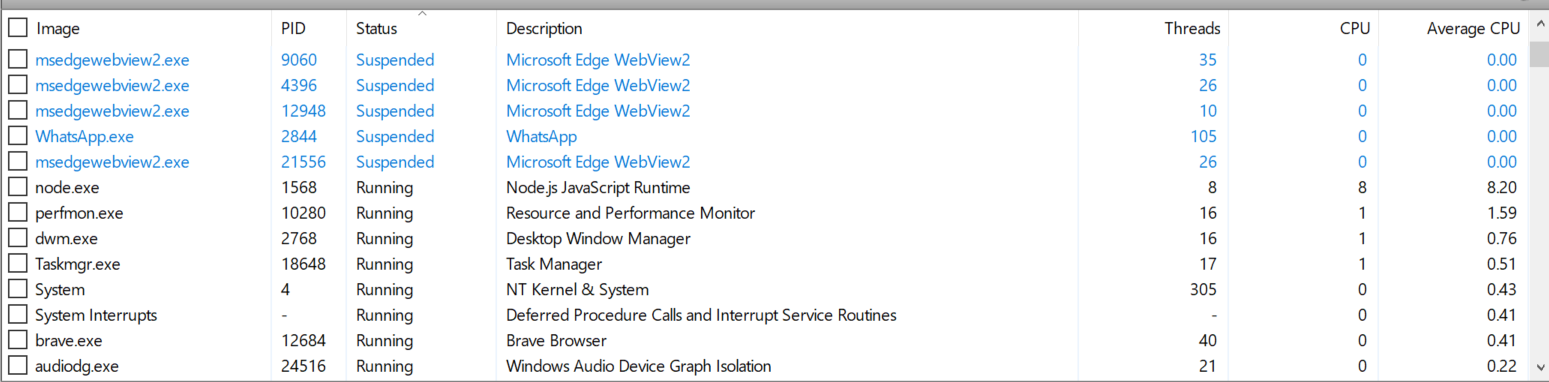 Image PID Status Description Threads CPU Average CPU
msedgewebview2.exe 9060 Suspended Microsoft Edge WebView2 35 0 0.00
msedgewebview2.exe 4396 Suspended Microsoft Edge WebView2 26 0 0.00
msedgewebview2.exe 12948 Suspended Microsoft Edge WebView2 10 0 0.00
WhatsApp.exe 2844 Suspended WhatsApp 105 0 0.00
msedgewebview2.exe 21556 Suspended Microsoft Edge WebView2 26 0 0.00
node.exe 1568 Running Node.js JavaScript Runtime 8 8 8.20
perfmon.exe 10280 Running Resource and Performance Monitor 16 1 1.59
dwm.exe 2768 Running Desktop Window Manager 16 1 0.76
Taskmgr.exe 18648 Running Task Manager 17 1 0.51
System 4 Running NT Kernel & System 305 0 0.43
System Interrupts - Running Deferred Procedure Calls and Interrupt Service Routines - 0 0.41
brave.exe 12684 Running Brave Browser 40 0 0.41
audiodg.exe 24516 Running Windows Audio Device Graph Isolation 21 0 0.22